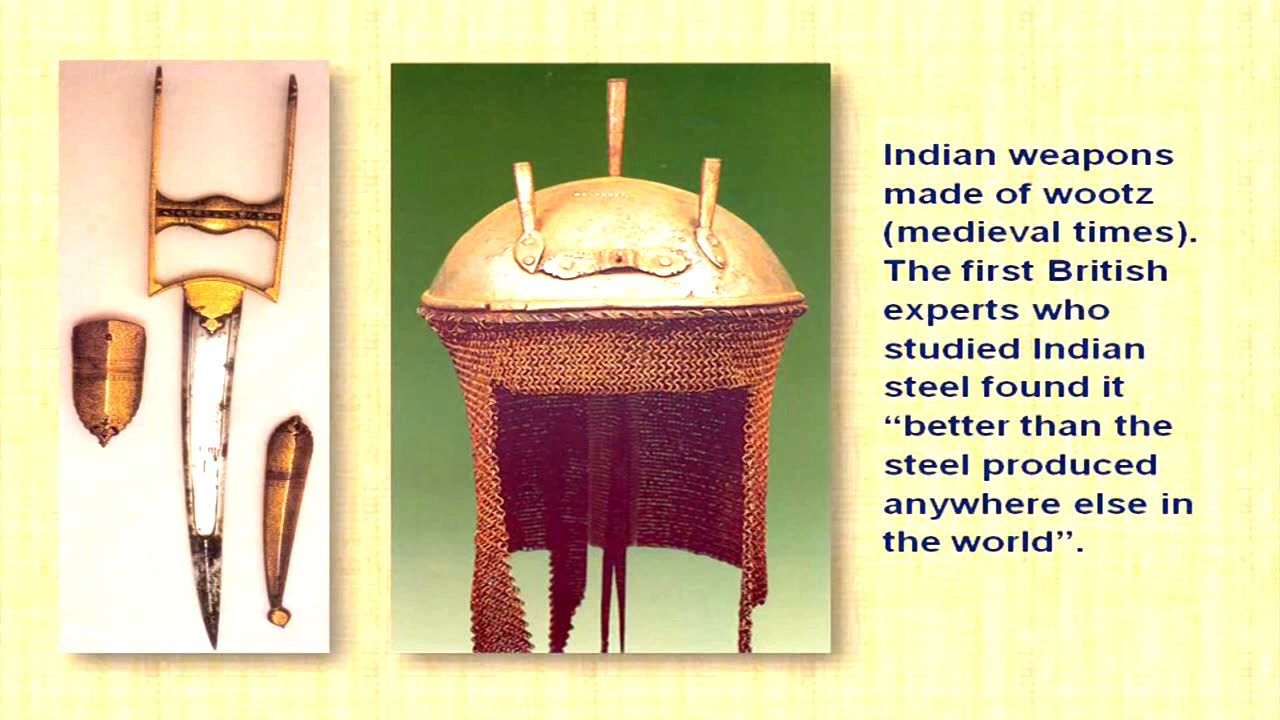 Indian weapons
made of wootz
(medieval times).
The first British
experts who
studied Indian
steel found it
“better than the
steel produced
anywhere else in
the world”.